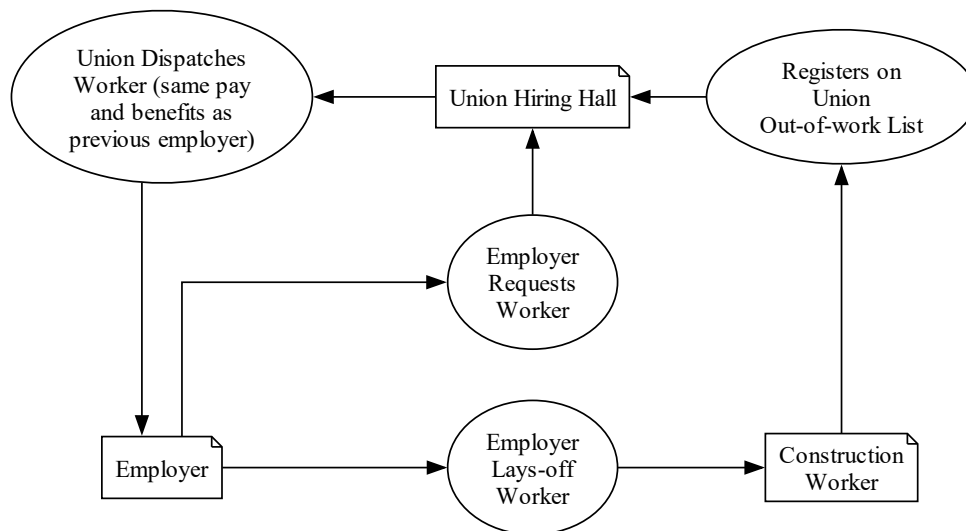 Union Dispatches
Worker (same pay
and benefits as
previous employer)
Union Hiring Hall
Registers on
Union
Out-of-work List
Employer
Requests
Worker
Employer
Employer
Lays-off
Worker
Construction
Worker